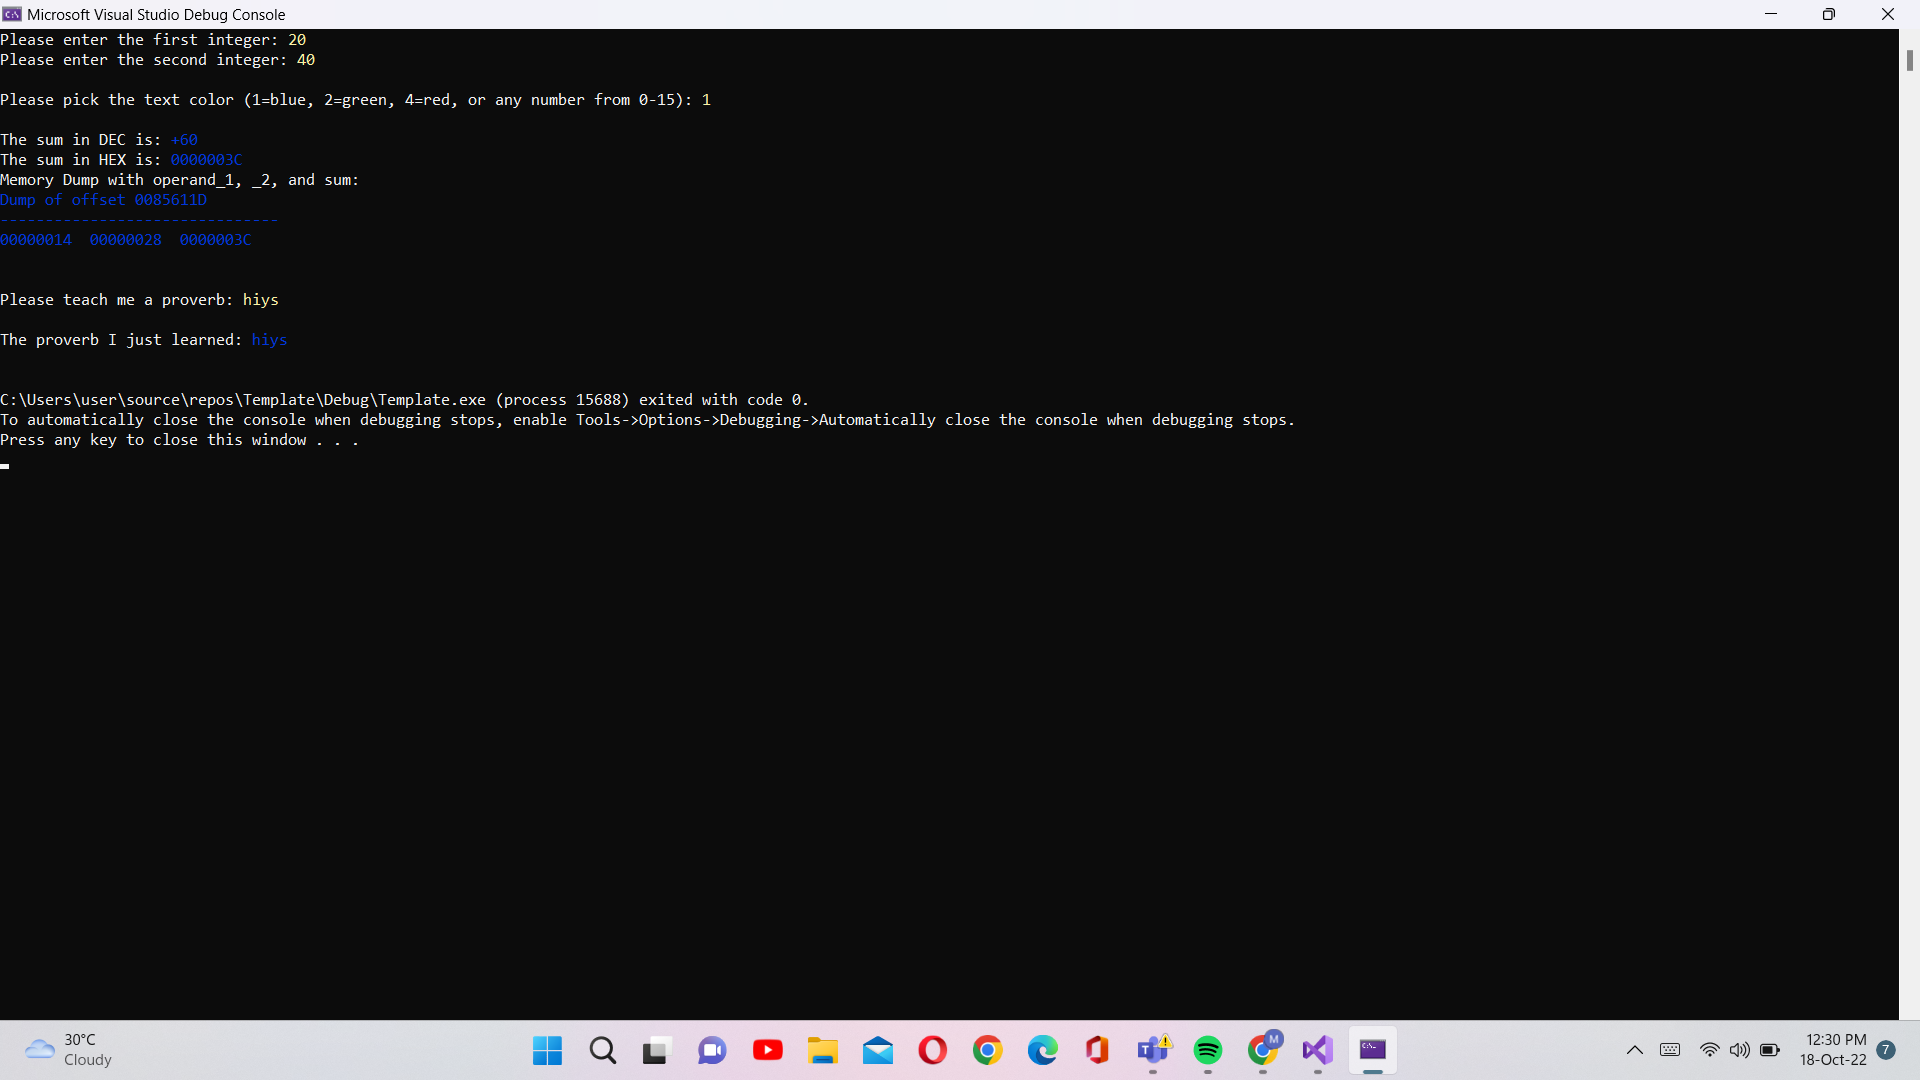 Microsoft Visual Studio Debug Console
Please enter the first integer: 20
Please enter the second integer: 40
Please pick the text color (1=blue, 2=green, 4=red, or any number from 0-15): 1
The sum in DEC is: +60
The sum in HEX is: 0000003C
Memory Dump with operand_1, _2, and sum:
Dump of offset 0085611D
-------------------------------
00000014  00000028  0000003C
Please teach me a proverb: hiys
The proverb I just learned: hiys
C:\Users\user\source\repos\Template\Debug\Template.exe (process 15688) exited with code 0.
To automatically close the console when debugging stops, enable Tools->Options->Debugging->Automatically close the console when debugging stops.
Press any key to close this window . . .
30°C
Cloudy
12:30 PM
18-Oct-22
7
M